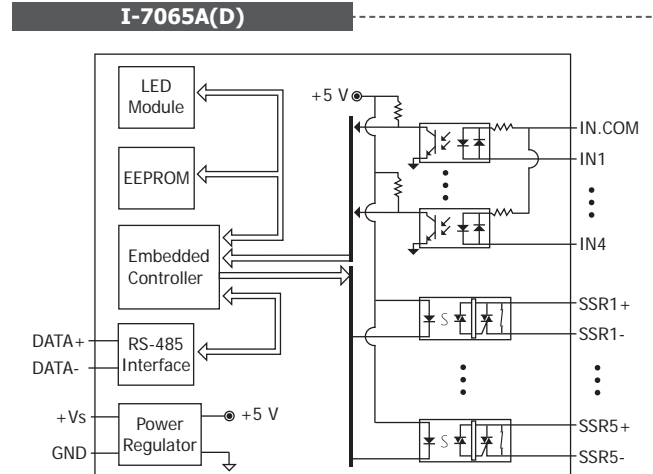 I-7065A(D)
LED
Module
EEPROM
Embedded
Controller
DATA+
DATA-
RS-485
Interface
+Vs
GND
Power
Regulator
+5 V
+5 V
IN.COM
IN1
IN4
SSR1+
SSR1-
SSR5+
SSR5-